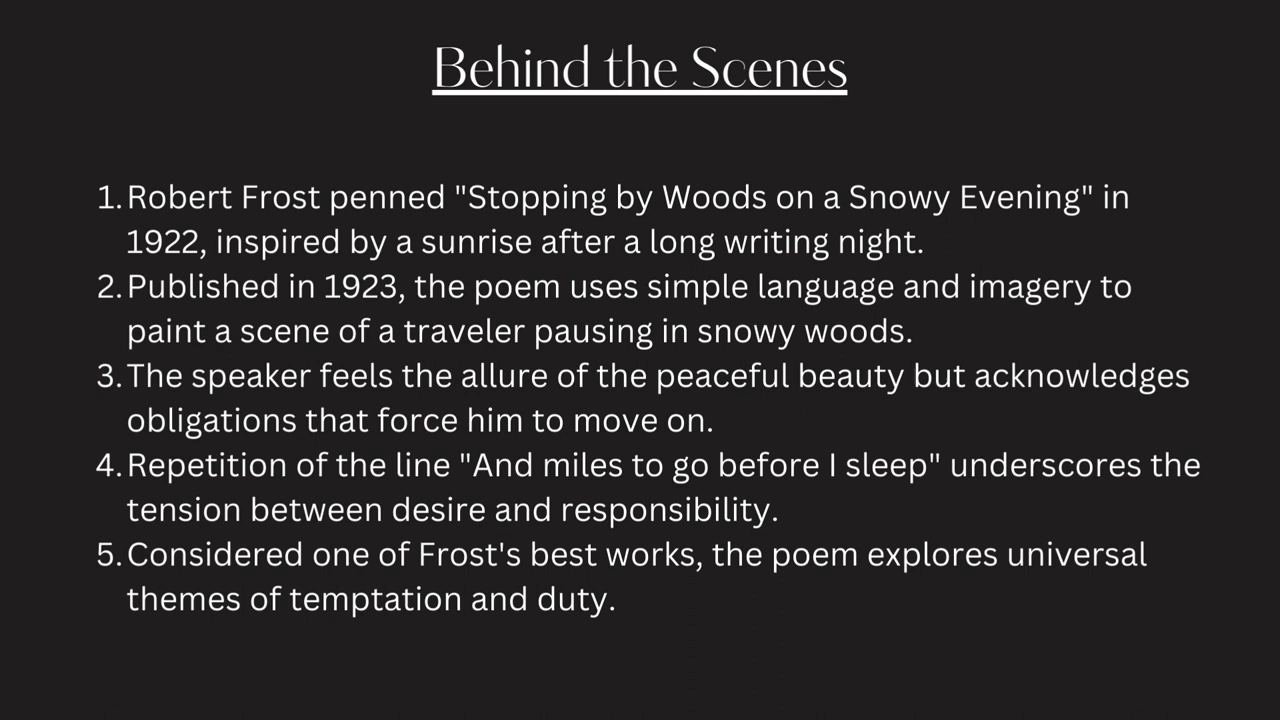 Behind the Scenes
1. Robert Frost penned "Stopping by Woods on a Snowy Evening" in
1922, inspired by a sunrise after a long writing night.
2. Published in 1923, the poem uses simple language and imagery to
paint a scene of a traveler pausing in snowy woods.
3. The speaker feels the allure of the peaceful beauty but acknowledges
obligations that force him to move on.
4. Repetition of the line "And miles to go before I sleep" underscores the
tension between desire and responsibility.
5. Considered one of Frost's best works, the poem explores universal
themes of temptation and duty.